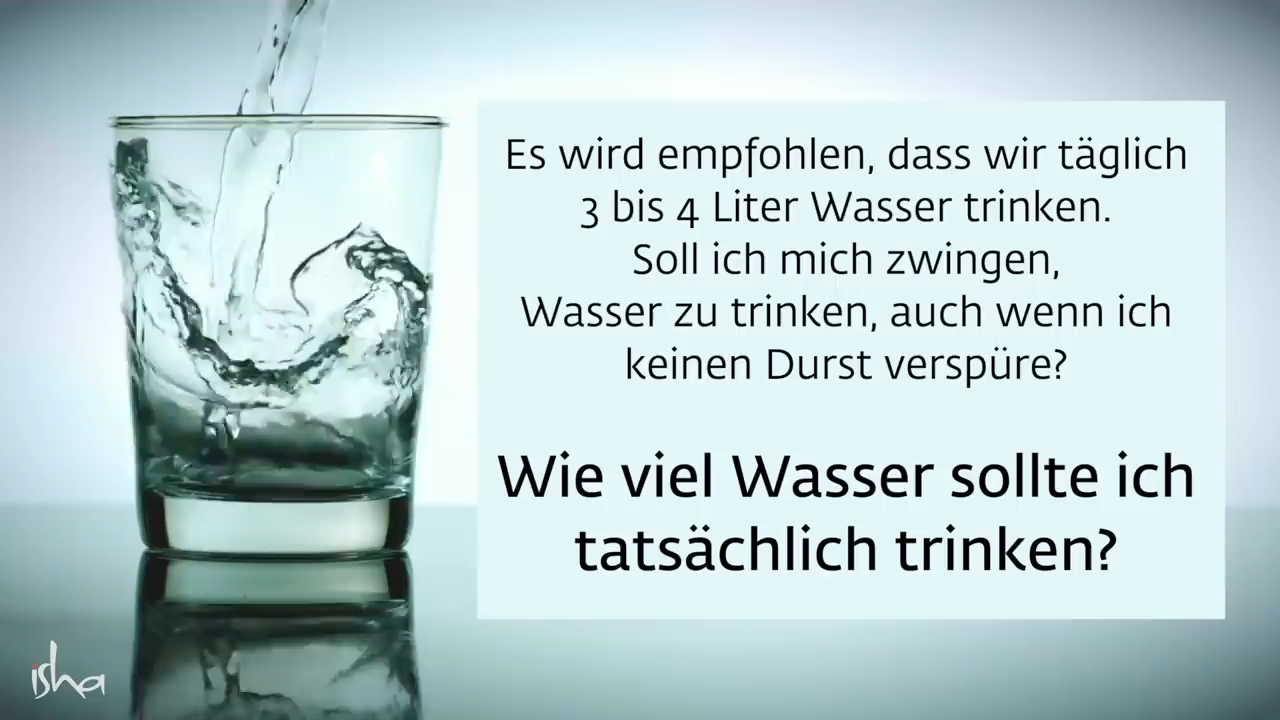 Es wird empfohlen, dass wir täglich
3 bis 4 Liter Wasser trinken.
Soll ich mich zwingen,
Wasser zu trinken, auch wenn ich
keinen Durst verspüre?
Wie viel Wasser sollte ich
tatsächlich trinken?
isha